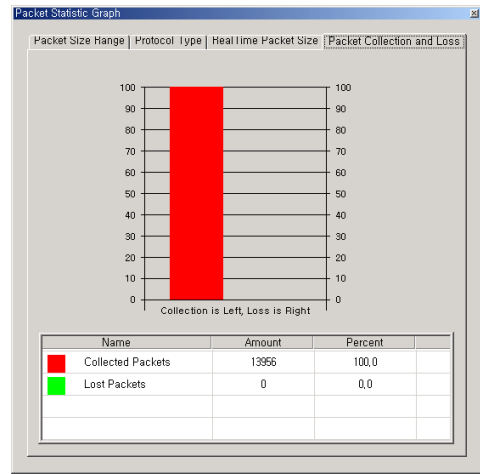 Packet Statistic Graph
Packet Size Range Protocol Type RealTime Packet Size Packet Collection and Loss
100 100
90 90
80 80
70 70
60 60
50 50
40 40
30 30
20 20
10 10
0 0
Collection is Left, Loss is Right
Name Amount Percent
Collected Packets 13956 100,0
Lost Packets 0 0,0